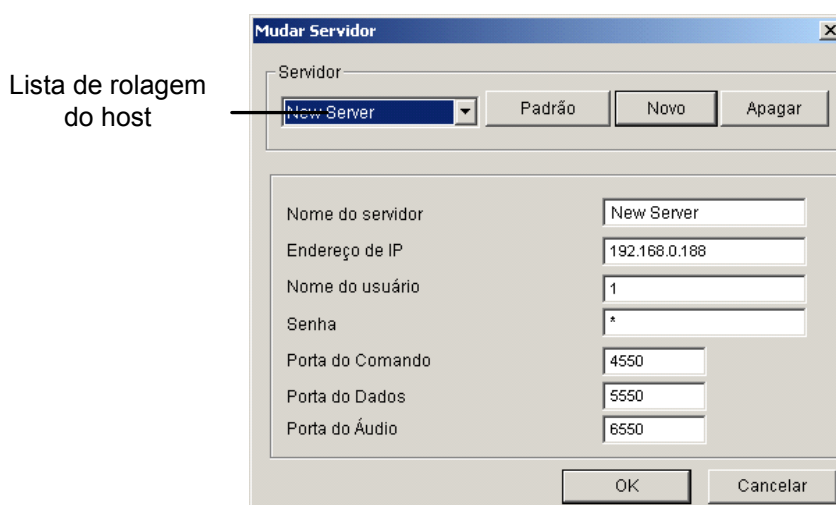 Mudar Servidor
Lista de rolagem
do host
Servidor
New Server
Padrão
Novo
Apagar
Nome do servidor
New Server
Endereço de IP
192.168.0.188
Nome do usuário
1
Senha
*
Porta do Comando
4550
Porta do Dados
5550
Porta do Áudio
6550
OK
Cancelar